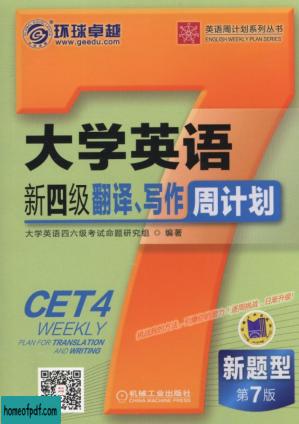 环球卓越
www.geedu.com
英语周计划系列丛书
ENGLISH WEEKLY PLAN SERIES
7
大学英语
新四级翻译、写作周计划
大学英语四六级考试命题研究组 ◎ 编著
CET4
WEEKLY
PLAN FOR TRANSLATION
AND WRITING
新题型
第7版
机械工业出版社
CHINA MACHINE PRESS
homeofpdf.com
homeofpdf.com